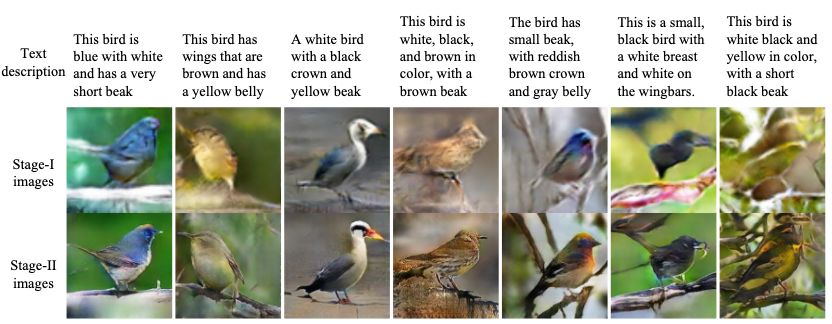 Text
description
This bird is
blue with white
and has a very
short beak
This bird has
wings that are
brown and has
a yellow belly
A white bird
with a black
crown and
yellow beak
This bird is
white, black,
and brown in
color, with a
brown beak
The bird has
small beak,
with reddish
brown crown
and gray belly
This is a small,
black bird with
a white breast
and white on
the wingbars.
This bird is
white black and
yellow in color,
with a short
black beak
Stage-I
images
Stage-II
images